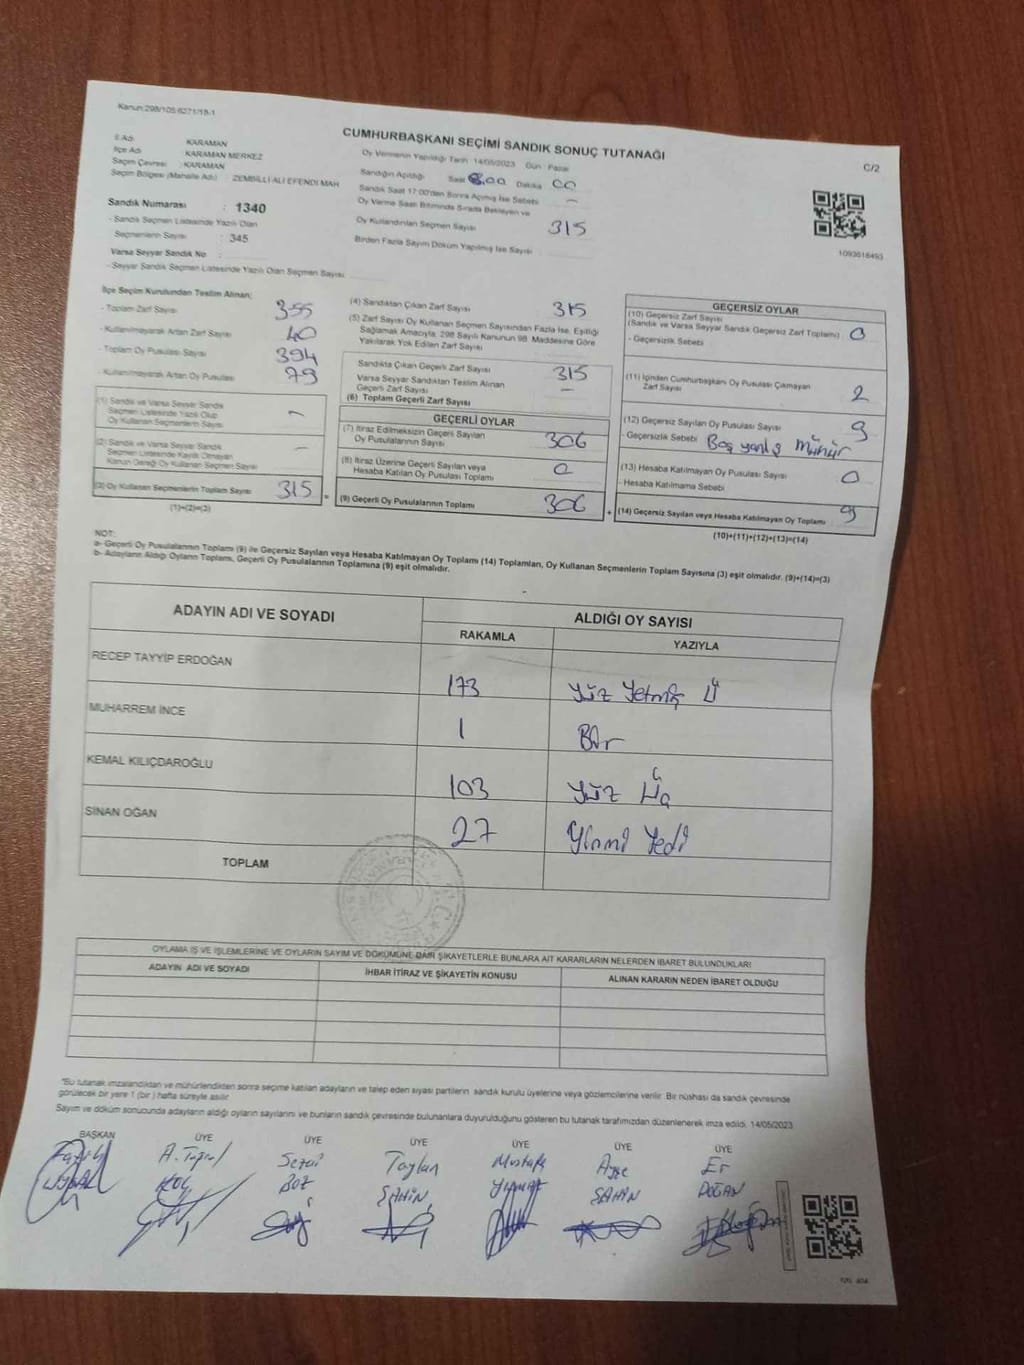 Kanun:298/105-6271/18-1
CUMHURBAŞKANI SEÇİMİ SANDIK SONUÇ TUTANAĞI
C/2
İl Adı KARAMAN
İlçe Adı KARAMAN MERKEZ
Seçim Çevresi : KARAMAN
Seçim Bölgesi (Mahalle Adı) : ZEMBİLLİ ALİ EFENDİ MAH
Sandık Numarası : 1340
- Sandık Seçmen Listesinde Yazılı Olan
Seçmenlerin Sayısı : 345
Varsa Seyyar Sandık No :
- Seyyar Sandık Seçmen Listesinde Yazılı Olan Seçmen Sayısı
Oy Vermenin Yapıldığı Tarih 14/05/2023 Gün : Pazar
Sandığın Açıldığı Saat 8,00 Dakika 00
Sandık Saat 17:00'den Sonra Açılmış İse Sebebi -
Oy Verme Saati Bitiminde Sırada Bekleyen ve
Oy Kullandırılan Seçmen Sayısı 315
Birden Fazla Sayım Döküm Yapılmış İse Sayısı :
1093616493
İlçe Seçim Kurulundan Teslim Alınan:
- Toplam Zarf Sayısı 355
- Kullanılmayarak Artan Zarf Sayısı 40
- Toplam Oy Pusulası Sayısı 394
- Kullanılmayarak Artan Oy Pusulası 79
(1) Sandık ve Varsa Seyyar Sandık
Seçmen Listesinde Yazılı Olup
Oy Kullanan Seçmenlerin Sayısı -
(2) Sandık ve Varsa Seyyar Sandık
Seçmen Listesinde Kayıtlı Olmayan
Kanun Gereği Oy Kullanan Seçmen Sayısı -
(3) Oy Kullanan Seçmenlerin Toplam Sayısı 315
(1)+(2)=(3)
(4) Sandıktan Çıkan Zarf Sayısı 315
(5) Zarf Sayısı Oy Kullanan Seçmen Sayısından Fazla İse, Eşitliği
Sağlamak Amacıyla, 298 Sayılı Kanunun 98. Maddesine Göre
Yakılarak Yok Edilen Zarf Sayısı
Sandıkta Çıkan Geçerli Zarf Sayısı 315
Varsa Seyyar Sandıktan Teslim Alınan
Geçerli Zarf Sayısı -
(6) Toplam Geçerli Zarf Sayısı
GEÇERLİ OYLAR
(7) İtiraz Edilmeksizin Geçerli Sayılan
Oy Pusulalarının Sayısı 306
(8) İtiraz Üzerine Geçerli Sayılan veya
Hesaba Katılan Oy Pusulası Toplamı 0
(9) Geçerli Oy Pusulalarının Toplamı 306
GEÇERSİZ OYLAR
(10) Geçersiz Zarf Sayısı
(Sandık ve Varsa Seyyar Sandık Geçersiz Zarf Toplamı) 0
- Geçersizlik Sebebi
(11) İçinden Cumhurbaşkanı Oy Pusulası Çıkmayan
Zarf Sayısı 2
(12) Geçersiz Sayılan Oy Pusulası Sayısı 9
- Geçersizlik Sebebi Boş yanlış mühür
(13) Hesaba Katılmayan Oy Pusulası Sayısı 0
- Hesaba Katılmama Sebebi
(14) Geçersiz Sayılan veya Hesaba Katılmayan Oy Toplamı 9
(10)+(11)+(12)+(13)=(14)
NOT:
a- Geçerli Oy Pusulalarının Toplamı (9) ile Geçersiz Sayılan veya Hesaba Katılmayan Oy Toplamı (14) Toplamları, Oy Kullanan Seçmenlerin Toplam Sayısına (3) eşit olmalıdır. (9)+(14)=(3)
b- Adayların Aldığı Oyların Toplamı, Geçerli Oy Pusulalarının Toplamına (9) eşit olmalıdır.
ADAYIN ADI VE SOYADI ALDIĞI OY SAYISI
RAKAMLA YAZIYLA
RECEP TAYYİP ERDOĞAN 173 Yüz Yetmiş Ü
MUHARREM İNCE 1 Bir
KEMAL KILIÇDAROĞLU 103 Yüz Üç
SİNAN OĞAN 27 Yirmi Yedi
TOPLAM
OYLAMA İŞ VE İŞLEMLERİNE VE OYLARIN SAYIM VE DÖKÜMÜNE DAİR ŞİKAYETLERLE BUNLARA AİT KARARLARIN NELERDEN İBARET BULUNDUKLARI
ADAYIN ADI VE SOYADI İHBAR İTİRAZ VE ŞİKAYETİN KONUSU ALINAN KARARIN NEDEN İBARET OLDUĞU
"Bu tutanak imzalandıktan ve mühürlendikten sonra seçime katılan adayların ve talep eden siyasi partilerin sandık kurulu üyelerine veya gözlemcilerine verilir. Bir nüshası da sandık çevresinde
görülecek bir yere 1 (bir) hafta süreyle asılır.
Sayım ve döküm sonucunda adayların aldığı oyların sayılarını ve bunların sandık çevresinde bulunanlara duyurulduğunu gösteren bu tutanak tarafımızdan düzenlenerek imza edildi. 14/05/2023
BAŞKAN ÜYE ÜYE ÜYE ÜYE ÜYE ÜYE
A. Sezai Taylan Mustafa Ayşe Er
KOÇ BOZ ŞAHİN ŞAHİN DOĞAN